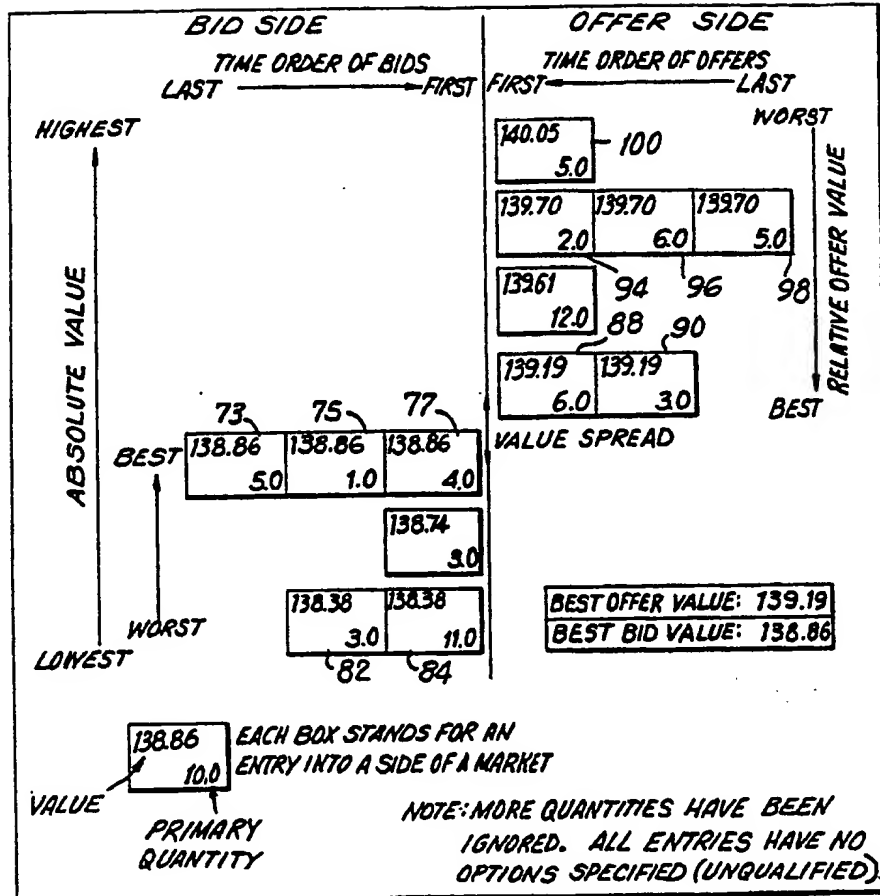 BID SIDE
OFFER SIDE
TIME ORDER OF BIDS
LAST FIRST
TIME ORDER OF OFFERS
FIRST LAST
HIGHEST
ABSOLUTE VALUE
LOWEST
WORST
RELATIVE OFFER VALUE
BEST
140.05
5.0
100
139.70 139.70 139.70
2.0 6.0 5.0
94 96 98
139.61
12.0
88 90
139.19 139.19
6.0 3.0
VALUE SPREAD
73 75 77
BEST
138.86 138.86 138.86
5.0 1.0 4.0
138.74
3.0
WORST
138.38 138.38
3.0 11.0
82 84
BEST OFFER VALUE: 139.19
BEST BID VALUE: 138.86
138.86
10.0
VALUE
PRIMARY
QUANTITY
EACH BOX STANDS FOR AN
ENTRY INTO A SIDE OF A MARKET
NOTE: MORE QUANTITIES HAVE BEEN
IGNORED. ALL ENTRIES HAVE NO
OPTIONS SPECIFIED (UNQUALIFIED).